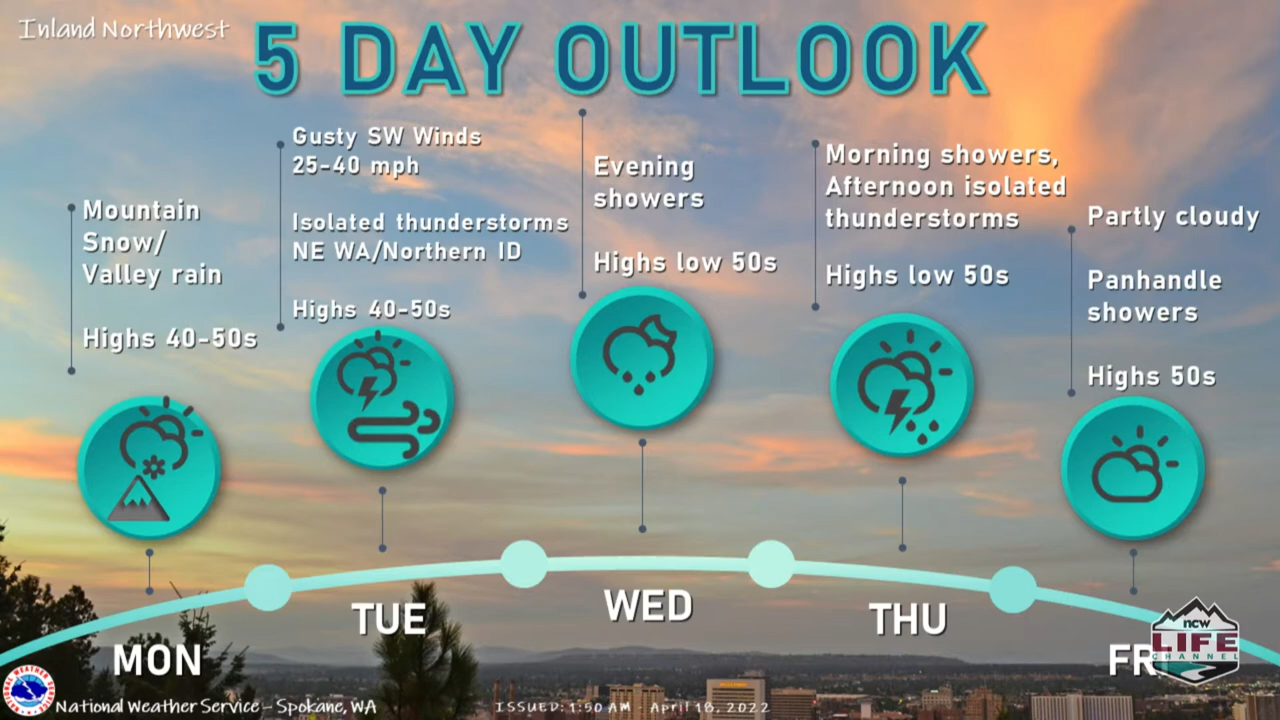 Inland Northwest
5 DAY OUTLOOK
Mountain
Snow/
Valley rain
Highs 40-50s
MON
Gusty SW Winds
25-40 mph
Isolated thunderstorms
NE WA/Northern ID
Highs 40-50s
TUE
Evening
showers
Highs low 50s
WED
Morning showers,
Afternoon isolated
thunderstorms
Highs low 50s
THU
Partly cloudy
Panhandle
showers
Highs 50s
FR
ncw
LIFE
CHANNEL
National Weather Service - Spokane, WA
ISSUED: 1:50 AM - April 18, 2022